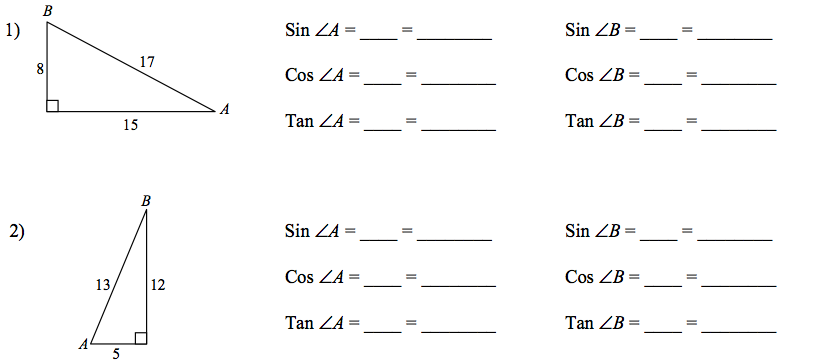 B
1) Sin ∠A = ____ = ________ Sin ∠B = ____ = ________
8 17 Cos ∠A = ____ = ________ Cos ∠B = ____ = ________
A
15 Tan ∠A = ____ = ________ Tan ∠B = ____ = ________
B
2) Sin ∠A = ____ = ________ Sin ∠B = ____ = ________
13 12 Cos ∠A = ____ = ________ Cos ∠B = ____ = ________
A Tan ∠A = ____ = ________ Tan ∠B = ____ = ________
5